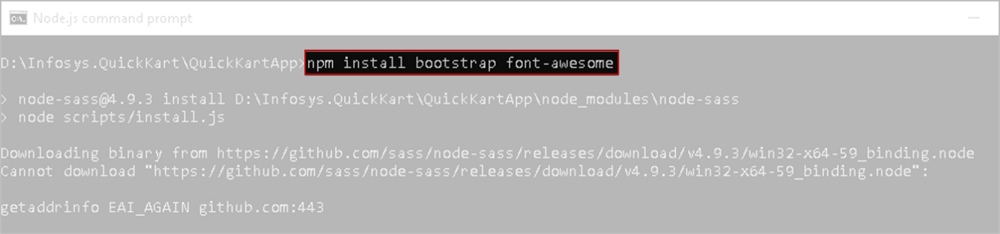 Node.js command prompt
D:\Infosys.QuickKart\QuickKartApp>npm install bootstrap font-awesome
> node-sass@4.9.3 install D:\Infosys.QuickKart\QuickKartApp\node_modules\node-sass
> node scripts/install.js
Downloading binary from https://github.com/sass/node-sass/releases/download/v4.9.3/win32-x64-59_binding.node
Cannot download "https://github.com/sass/node-sass/releases/download/v4.9.3/win32-x64-59_binding.node":
getaddrinfo EAI_AGAIN github.com:443